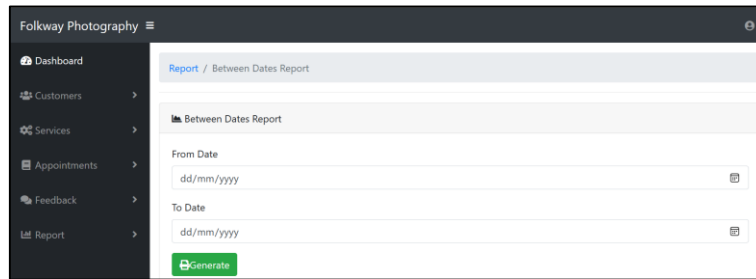 Folkway Photography
Dashboard
Customers
Services
Appointments
Feedback
Report
Report / Between Dates Report
Between Dates Report
From Date
dd/mm/yyyy
To Date
dd/mm/yyyy
Generate